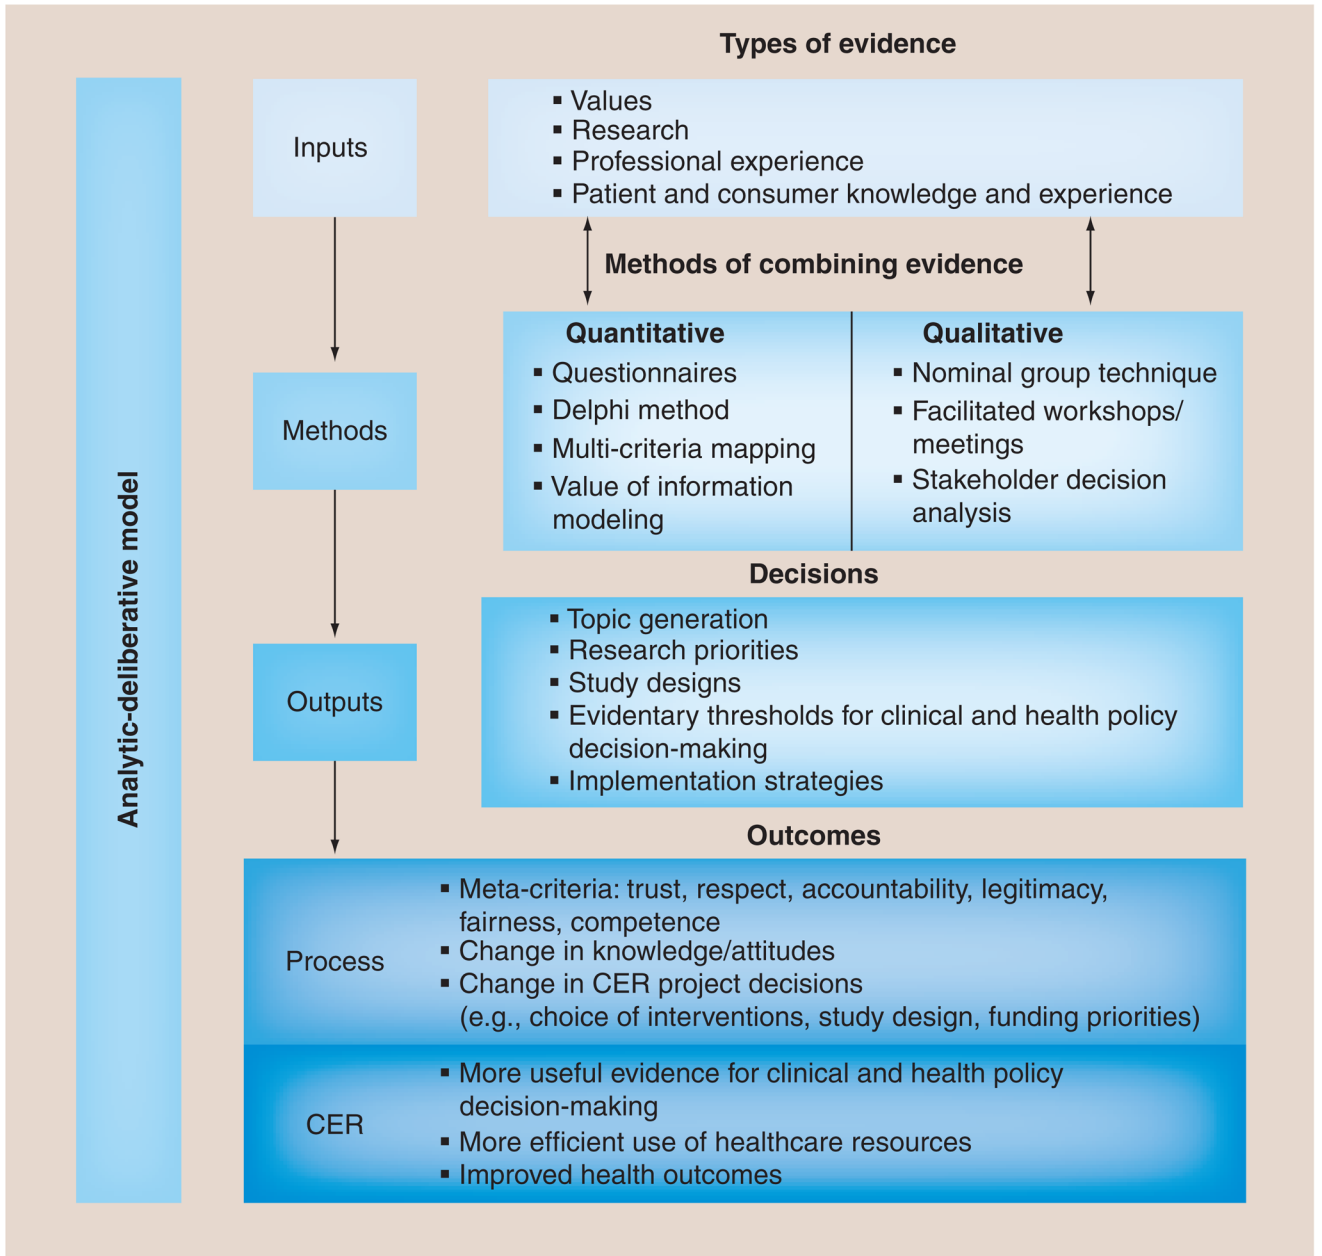 Types of evidence
Inputs
▪ Values
▪ Research
▪ Professional experience
▪ Patient and consumer knowledge and experience
Methods of combining evidence
Methods
Quantitative
▪ Questionnaires
▪ Delphi method
▪ Multi-criteria mapping
▪ Value of information
modeling
Qualitative
▪ Nominal group technique
▪ Facilitated workshops/
meetings
▪ Stakeholder decision
analysis
Decisions
Outputs
▪ Topic generation
▪ Research priorities
▪ Study designs
▪ Evidentary thresholds for clinical and health policy
decision-making
▪ Implementation strategies
Outcomes
Process
▪ Meta-criteria: trust, respect, accountability, legitimacy,
fairness, competence
▪ Change in knowledge/attitudes
▪ Change in CER project decisions
(e.g., choice of interventions, study design, funding priorities)
CER
▪ More useful evidence for clinical and health policy
decision-making
▪ More efficient use of healthcare resources
▪ Improved health outcomes
Analytic-deliberative model